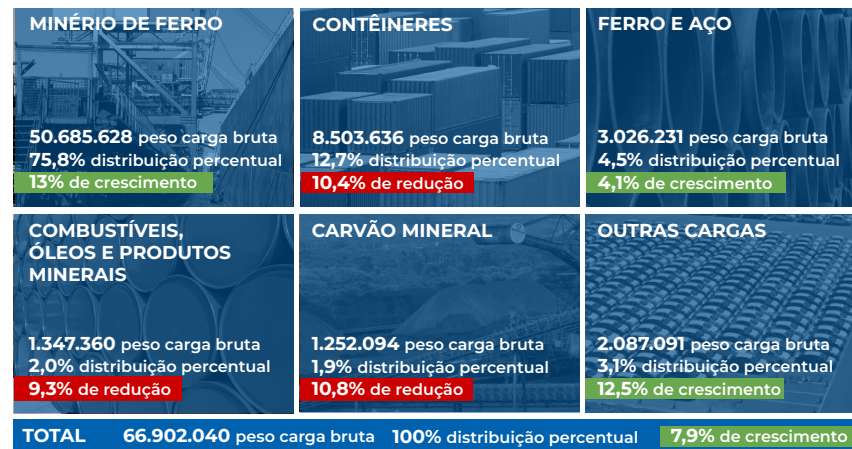 MINÉRIO DE FERRO
50.685.628 peso carga bruta
75,8% distribuição percentual
13% de crescimento
CONTÊINERES
8.503.636 peso carga bruta
12,7% distribuição percentual
10,4% de redução
FERRO E AÇO
3.026.231 peso carga bruta
4,5% distribuição percentual
4,1% de crescimento
COMBUSTÍVEIS,
ÓLEOS E PRODUTOS
MINERAIS
1.347.360 peso carga bruta
2,0% distribuição percentual
9,3% de redução
CARVÃO MINERAL
1.252.094 peso carga bruta
1,9% distribuição percentual
10,8% de redução
OUTRAS CARGAS
2.087.091 peso carga bruta
3,1% distribuição percentual
12,5% de crescimento
TOTAL 66.902.040 peso carga bruta 100% distribuição percentual 7,9% de crescimento